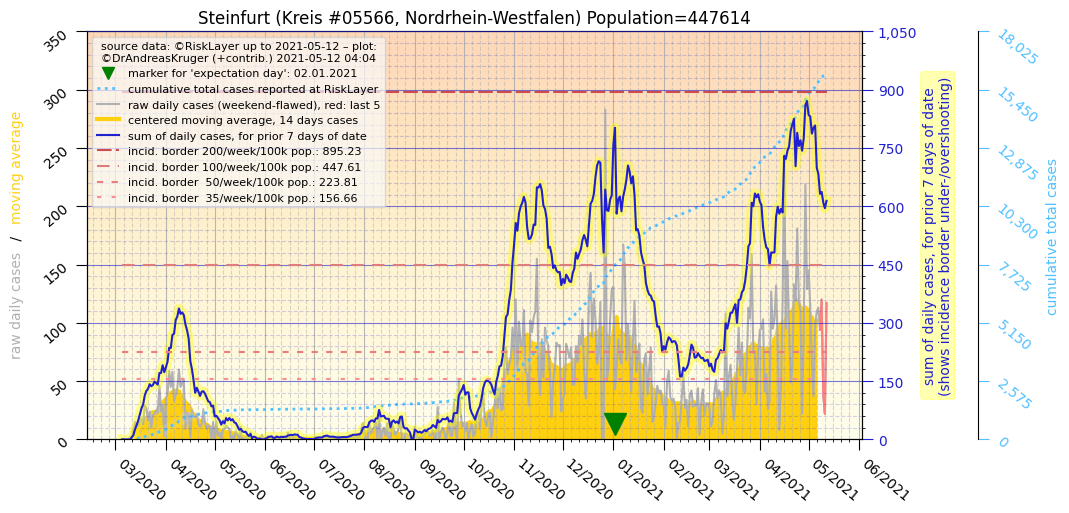 Steinfurt (Kreis #05566, Nordrhein-Westfalen) Population=447614
source data: ©RiskLayer up to 2021-05-12 – plot:
©DrAndreasKruger (+contrib.) 2021-05-12 04:04
marker for 'expectation day': 02.01.2021
cumulative total cases reported at RiskLayer
raw daily cases (weekend-flawed), red: last 5
centered moving average, 14 days cases
sum of daily cases, for prior 7 days of date
incid. border 200/week/100k pop.: 895.23
incid. border 100/week/100k pop.: 447.61
incid. border  50/week/100k pop.: 223.81
incid. border  35/week/100k pop.: 156.66
raw daily cases / moving average
350
300
250
200
150
100
50
0
03/2020
04/2020
05/2020
06/2020
07/2020
08/2020
09/2020
10/2020
11/2020
12/2020
01/2021
02/2021
03/2021
04/2021
05/2021
06/2021
1,050
900
750
600
450
300
150
0
sum of daily cases, for prior 7 days of date
(shows incidence border under-/overshooting)
18,025
15,450
12,875
10,300
7,725
5,150
2,575
0
cumulative total cases